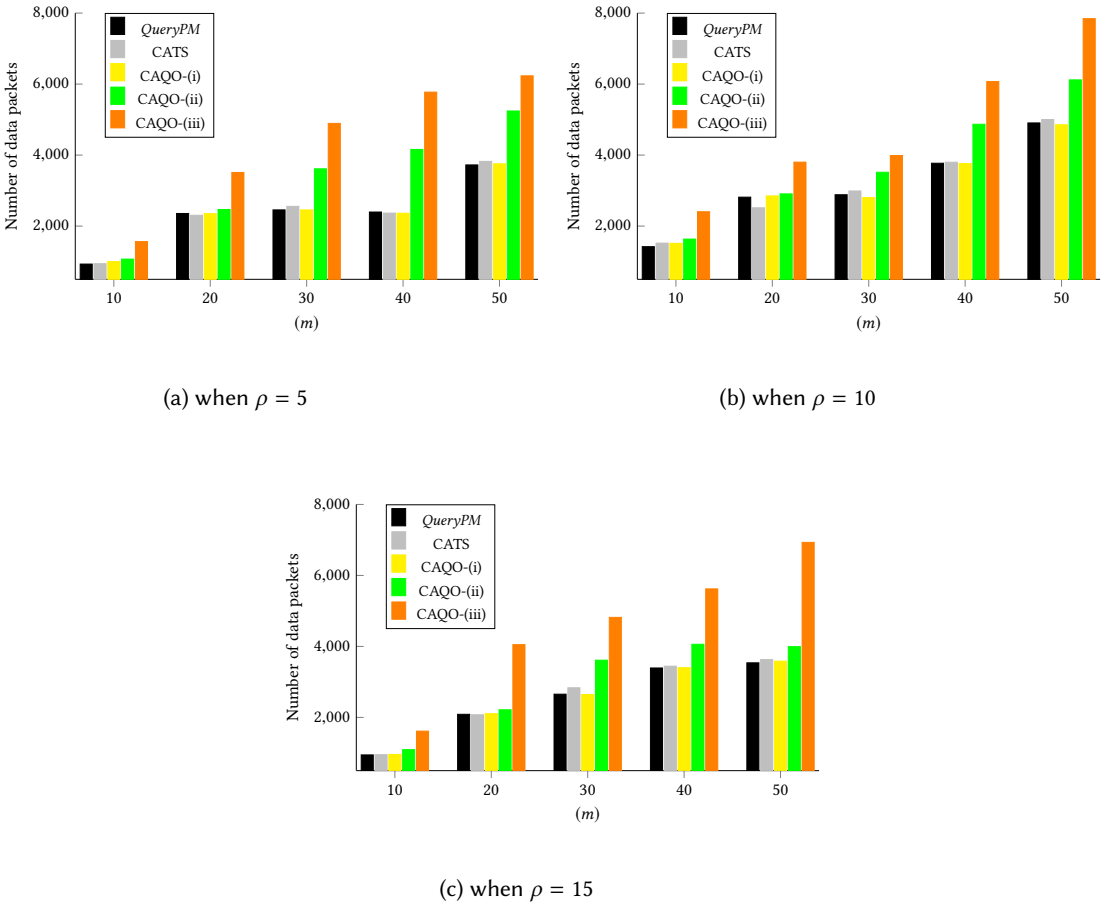 8,000
6,000
4,000
2,000
Number of data packets
QueryPM
CATS
CAQO-(i)
CAQO-(ii)
CAQO-(iii)
10 20 30 40 50
(m)
(a) when ρ = 5
8,000
6,000
4,000
2,000
Number of data packets
QueryPM
CATS
CAQO-(i)
CAQO-(ii)
CAQO-(iii)
10 20 30 40 50
(m)
(b) when ρ = 10
8,000
6,000
4,000
2,000
Number of data packets
QueryPM
CATS
CAQO-(i)
CAQO-(ii)
CAQO-(iii)
10 20 30 40 50
(m)
(c) when ρ = 15